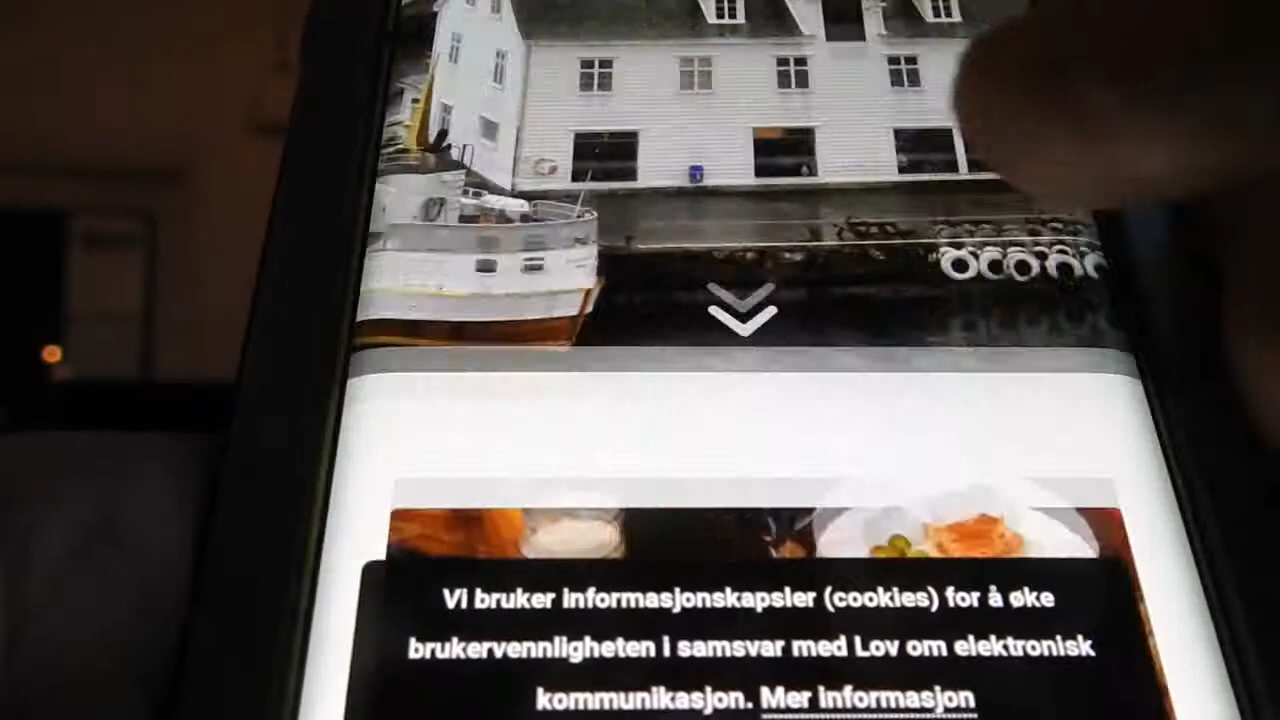 Vi bruker informasjonskapsler (cookies) for å øke
brukervennligheten i samsvar med Lov om elektronisk
kommunikasjon. Mer informasjon